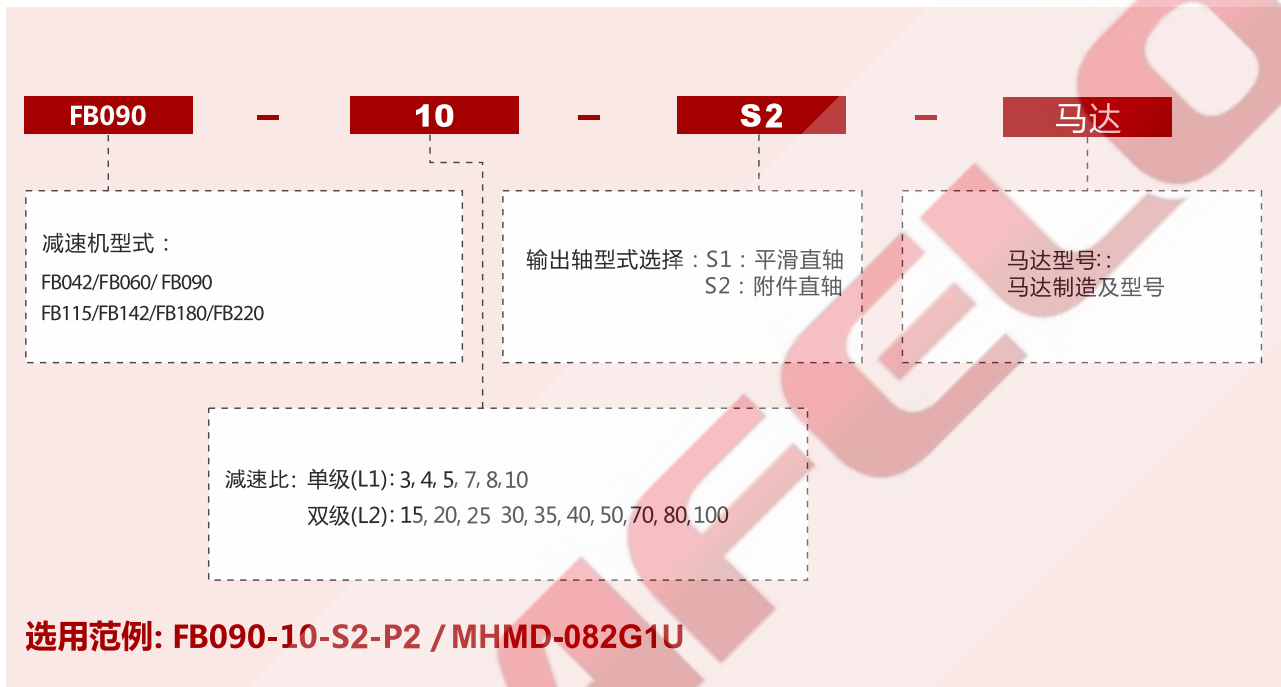 FB090 - 10 - S2 - 马达
减速机型式：
FB042/FB060/ FB090
FB115/FB142/FB180/FB220
输出轴型式选择：S1：平滑直轴
S2：附件直轴
马达型号：:
马达制造及型号
减速比：单级(L1)：3, 4, 5, 7, 8,10
双级(L2)：15, 20, 25 30, 35, 40, 50, 70, 80, 100
选用范例: FB090-10-S2-P2 / MHMD-082G1U
AFELO